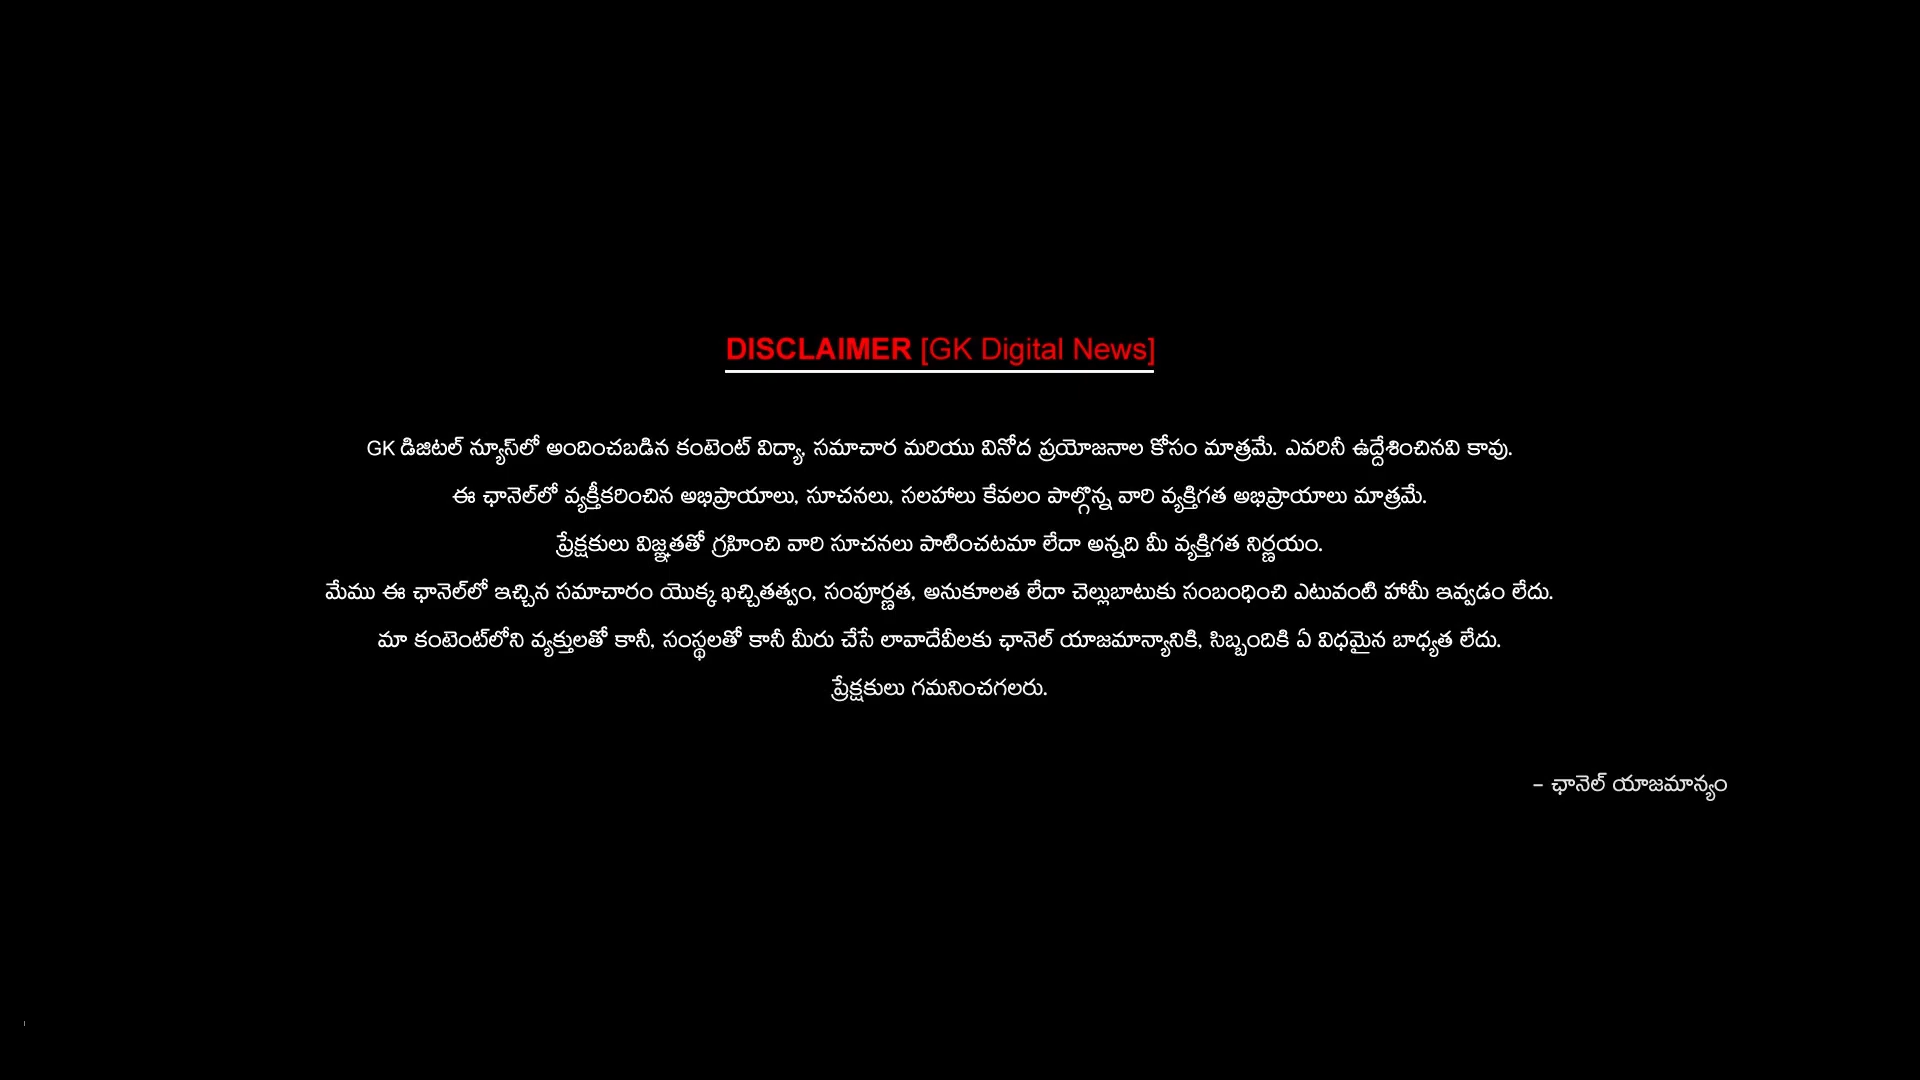 DISCLAIMER [GK Digital News]
GK డిజిటల్ న్యూస్‌లో అందించబడిన కంటెంట్ విద్యా, సమాచార మరియు వినోద ప్రయోజనాల కోసం మాత్రమే. ఎవరినీ ఉద్దేశించినవి కావు.
ఈ ఛానెల్‌లో వ్యక్తీకరించిన అభిప్రాయాలు, సూచనలు, సలహాలు కేవలం పాల్గొన్న వారి వ్యక్తిగత అభిప్రాయాలు మాత్రమే.
ప్రేక్షకులు విజ్ఞతతో గ్రహించి వారి సూచనలు పాటించటమా లేదా అన్నది మీ వ్యక్తిగత నిర్ణయం.
మేము ఈ ఛానెల్‌లో ఇచ్చిన సమాచారం యొక్క ఖచ్చితత్వం, సంపూర్ణత, అనుకూలత లేదా చెల్లుబాటుకు సంబంధించి ఎటువంటి హామీ ఇవ్వడం లేదు.
మా కంటెంట్‌లోని వ్యక్తులతో కానీ, సంస్థలతో కానీ మీరు చేసే లావాదేవీలకు ఛానెల్ యాజమాన్యానికి, సిబ్బందికి ఏ విధమైన బాధ్యత లేదు.
ప్రేక్షకులు గమనించగలరు.
– ఛానెల్ యాజమాన్యం